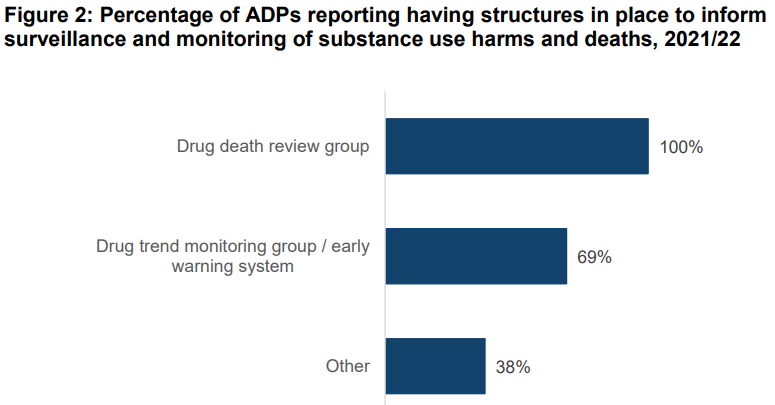 Figure 2: Percentage of ADPs reporting having structures in place to inform
surveillance and monitoring of substance use harms and deaths, 2021/22
Drug death review group
100%
Drug trend monitoring group / early
warning system
69%
Other
38%